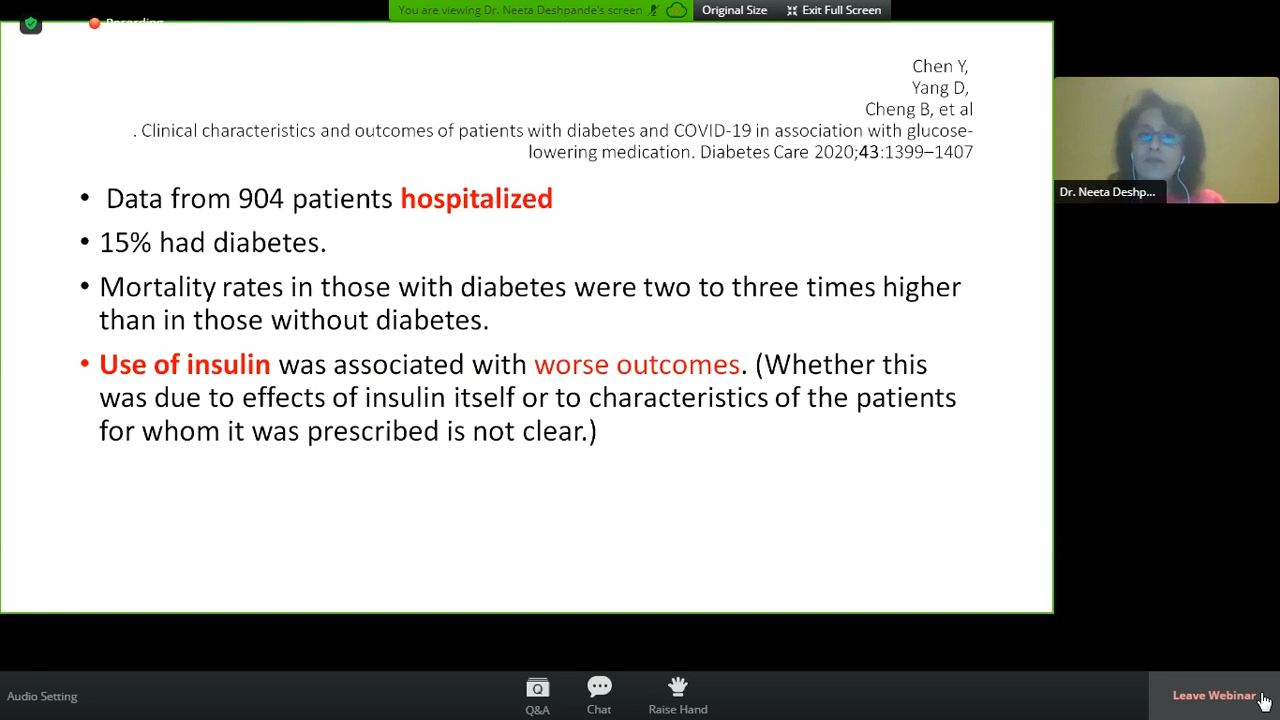 You are viewing Dr. Neeta Deshpande's screen
Original Size
Exit Full Screen
Recording
Chen Y,
Yang D,
Cheng B, et al
. Clinical characteristics and outcomes of patients with diabetes and COVID-19 in association with glucose-
lowering medication. Diabetes Care 2020;43:1399–1407
• Data from 904 patients hospitalized
• 15% had diabetes.
• Mortality rates in those with diabetes were two to three times higher
than in those without diabetes.
• Use of insulin was associated with worse outcomes. (Whether this
was due to effects of insulin itself or to characteristics of the patients
for whom it was prescribed is not clear.)
Dr. Neeta Deshp...
Audio Setting
Q&A
Chat
Raise Hand
Leave Webinar